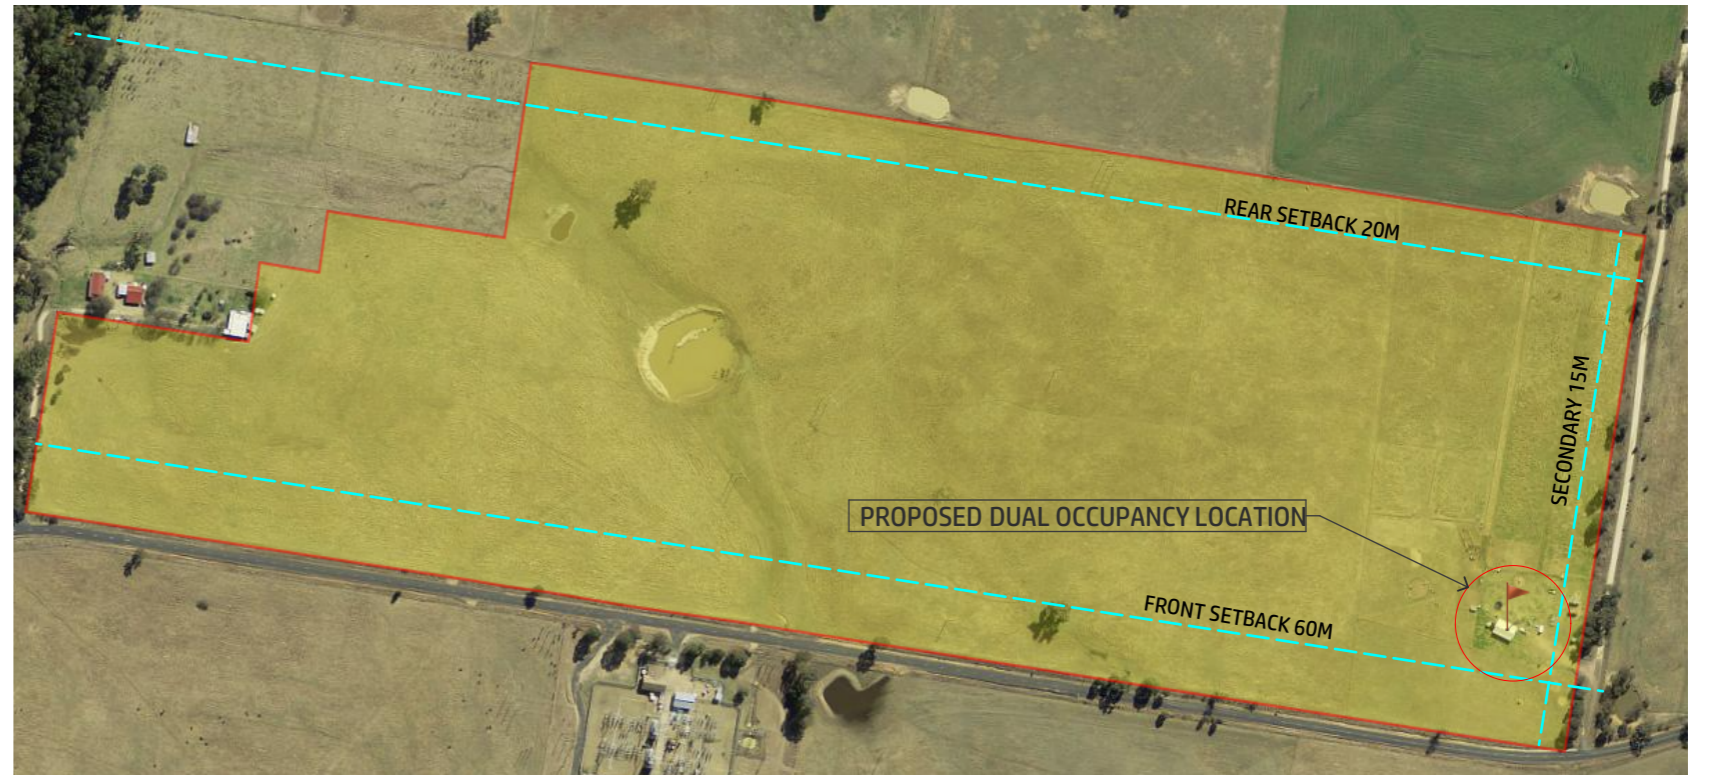 REAR SETBACK 20M
SECONDARY 15M
PROPOSED DUAL OCCUPANCY LOCATION
FRONT SETBACK 60M